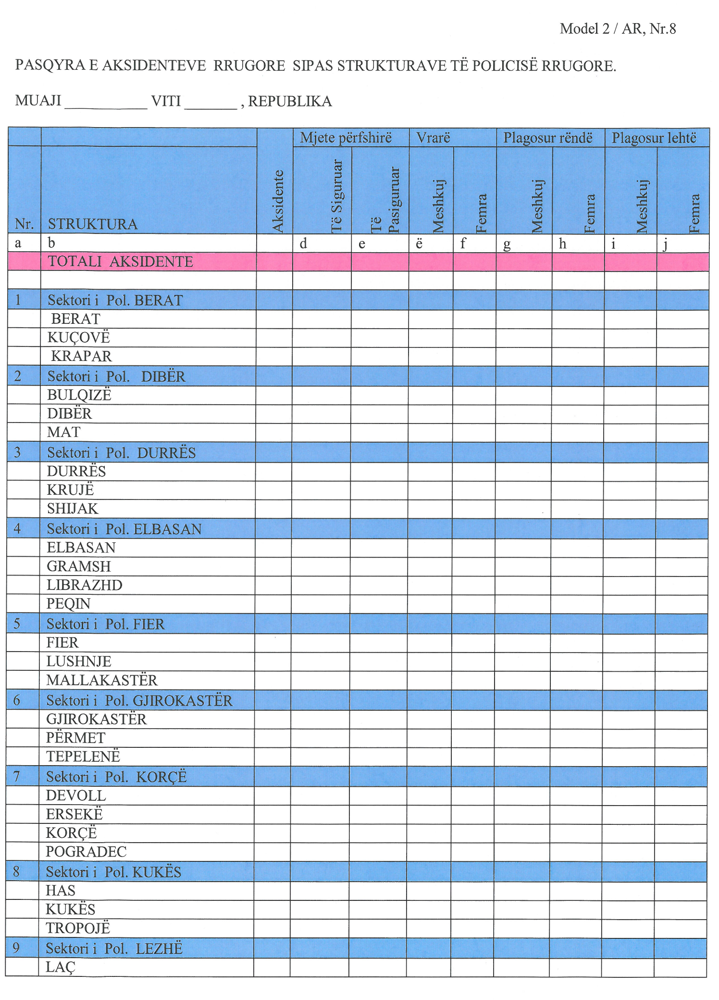 Model 2 / AR, Nr.8
PASQYRA E AKSIDENTEVE RRUGORE SIPAS STRUKTURAVE TË POLICISË RRUGORE.
MUAJI ___________ VITI _______ , REPUBLIKA
Mjete përfshirë Vrarë Plagosur rëndë Plagosur lehtë
Nr. STRUKTURA Aksidente Të Siguruar Të Pasiguruar Meshkuj Femra Meshkuj Femra Meshkuj Femra
a b d e ë f g h i j
TOTALI AKSIDENTE
1 Sektori i Pol. BERAT
BERAT
KUÇOVË
KRAPAR
2 Sektori i Pol. DIBËR
BULQIZË
DIBËR
MAT
3 Sektori i Pol. DURRËS
DURRËS
KRUJË
SHIJAK
4 Sektori i Pol. ELBASAN
ELBASAN
GRAMSH
LIBRAZHD
PEQIN
5 Sektori i Pol. FIER
FIER
LUSHNJE
MALLAKASTËR
6 Sektori i Pol. GJIROKASTËR
GJIROKASTËR
PËRMET
TEPELENË
7 Sektori i Pol. KORÇË
DEVOLL
ERSEKË
KORÇË
POGRADEC
8 Sektori i Pol. KUKËS
HAS
KUKËS
TROPOJË
9 Sektori i Pol. LEZHË
LAÇ